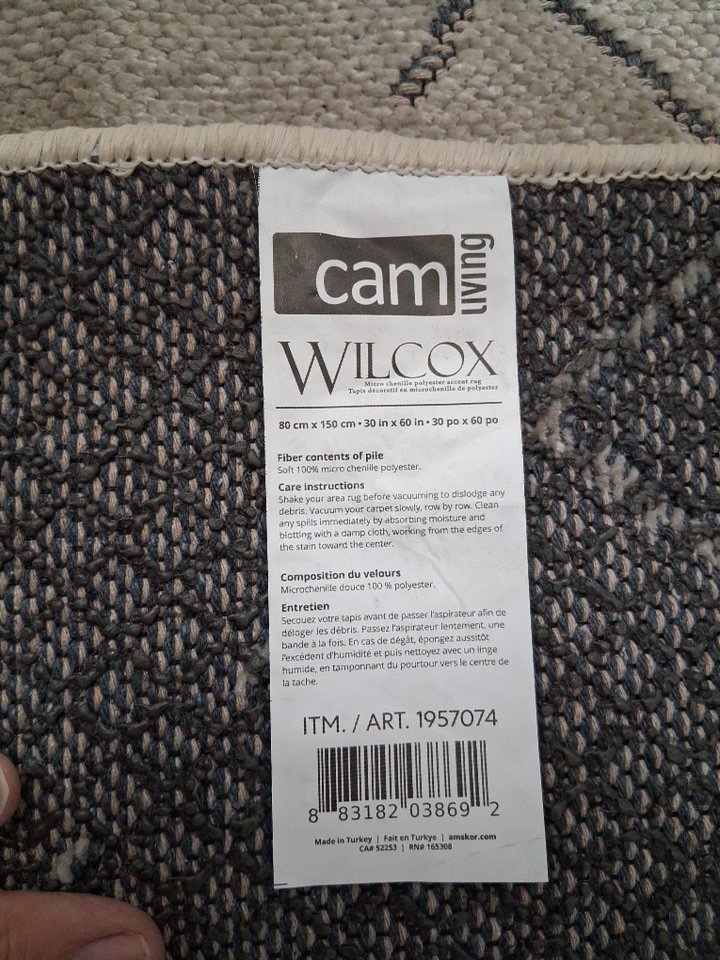 cam living
WILCOX
Micro chenille polyester accent rug
Tapis décoratif en microchenille de polyester
80 cm x 150 cm • 30 in x 60 in • 30 po x 60 po
Fiber contents of pile
Soft 100% micro chenille polyester.
Care instructions
Shake your area rug before vacuuming to dislodge any
debris. Vacuum your carpet slowly, row by row. Clean
any spills immediately by absorbing moisture and
blotting with a damp cloth, working from the edges of
the stain toward the center.
Composition du velours
Microchenille douce 100 % polyester.
Entretien
Secouez votre tapis avant de passer l'aspirateur afin de
déloger les débris. Passez l'aspirateur lentement, une
bande à la fois. En cas de dégât, épongez aussitôt
l'excédent d'humidité et puis nettoyez avec un linge
humide, en tamponnant du pourtour vers le centre de
la tache.
ITM. / ART. 1957074
8 83182 03869 2
Made in Turkey | Fait en Turkye | amskor.com
CA# 52253 | RN# 165308